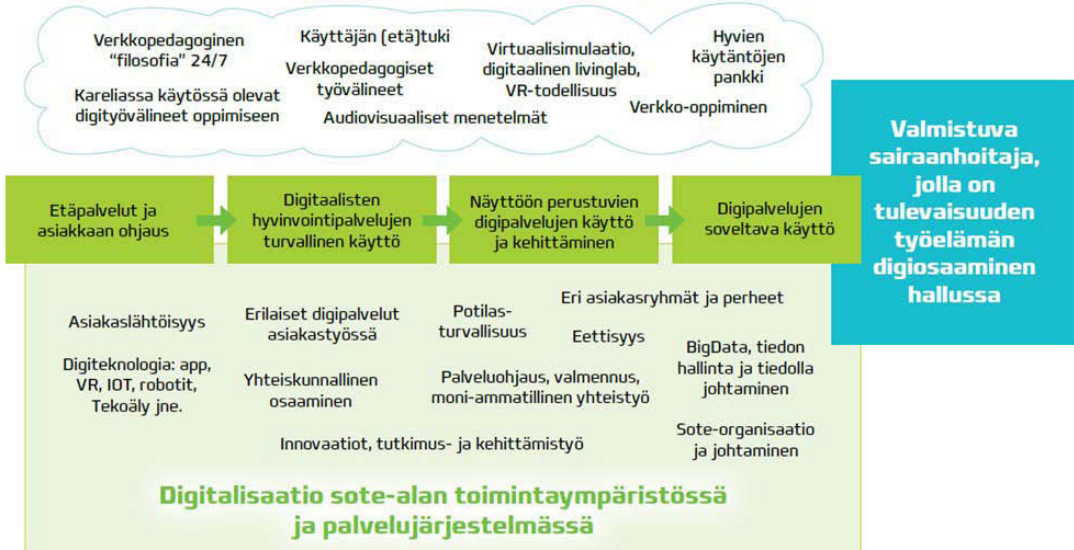 Verkkopedagoginen
"filosofia" 24/7
Käyttäjän (etä)tuki
Virtuaalisimulaatio,
digitaalinen livinglab,
VR-todellisuus
Hyvien
käytäntöjen
pankki
Kareliassa käytössä olevat
digityövälineet oppimiseen
Verkkopedagogiset
työvälineet
Audiovisuaaliset menetelmät
Verkko-oppiminen
Etäpalvelut ja
asiakkaan ohjaus
Digitaalisten
hyvinvointipalvelujen
turvallinen käyttö
Näyttöön perustuvien
digipalvelujen käyttö
ja kehittäminen
Digipalvelujen
soveltava käyttö
Valmistuva
sairaanhoitaja,
jolla on
tulevaisuuden
työelämän
digiosaaminen
hallussa
Asiakaslähtöisyys
Digiteknologia: app,
VR, IOT, robotit,
Tekoäly jne.
Erilaiset digipalvelut
asiakastyössä
Yhteiskunnallinen
osaaminen
Potilas-
turvallisuus
Eri asiakasryhmät ja perheet
Eettisyys
Palveluohjaus, valmennus,
moni-ammatillinen yhteistyö
BigData, tiedon
hallinta ja tiedolla
johtaminen
Innovaatiot, tutkimus- ja kehittämistyö
Sote-organisaatio
ja johtaminen
Digitalisaatio sote-alan toimintaympäristössä
ja palvelujärjestelmässä